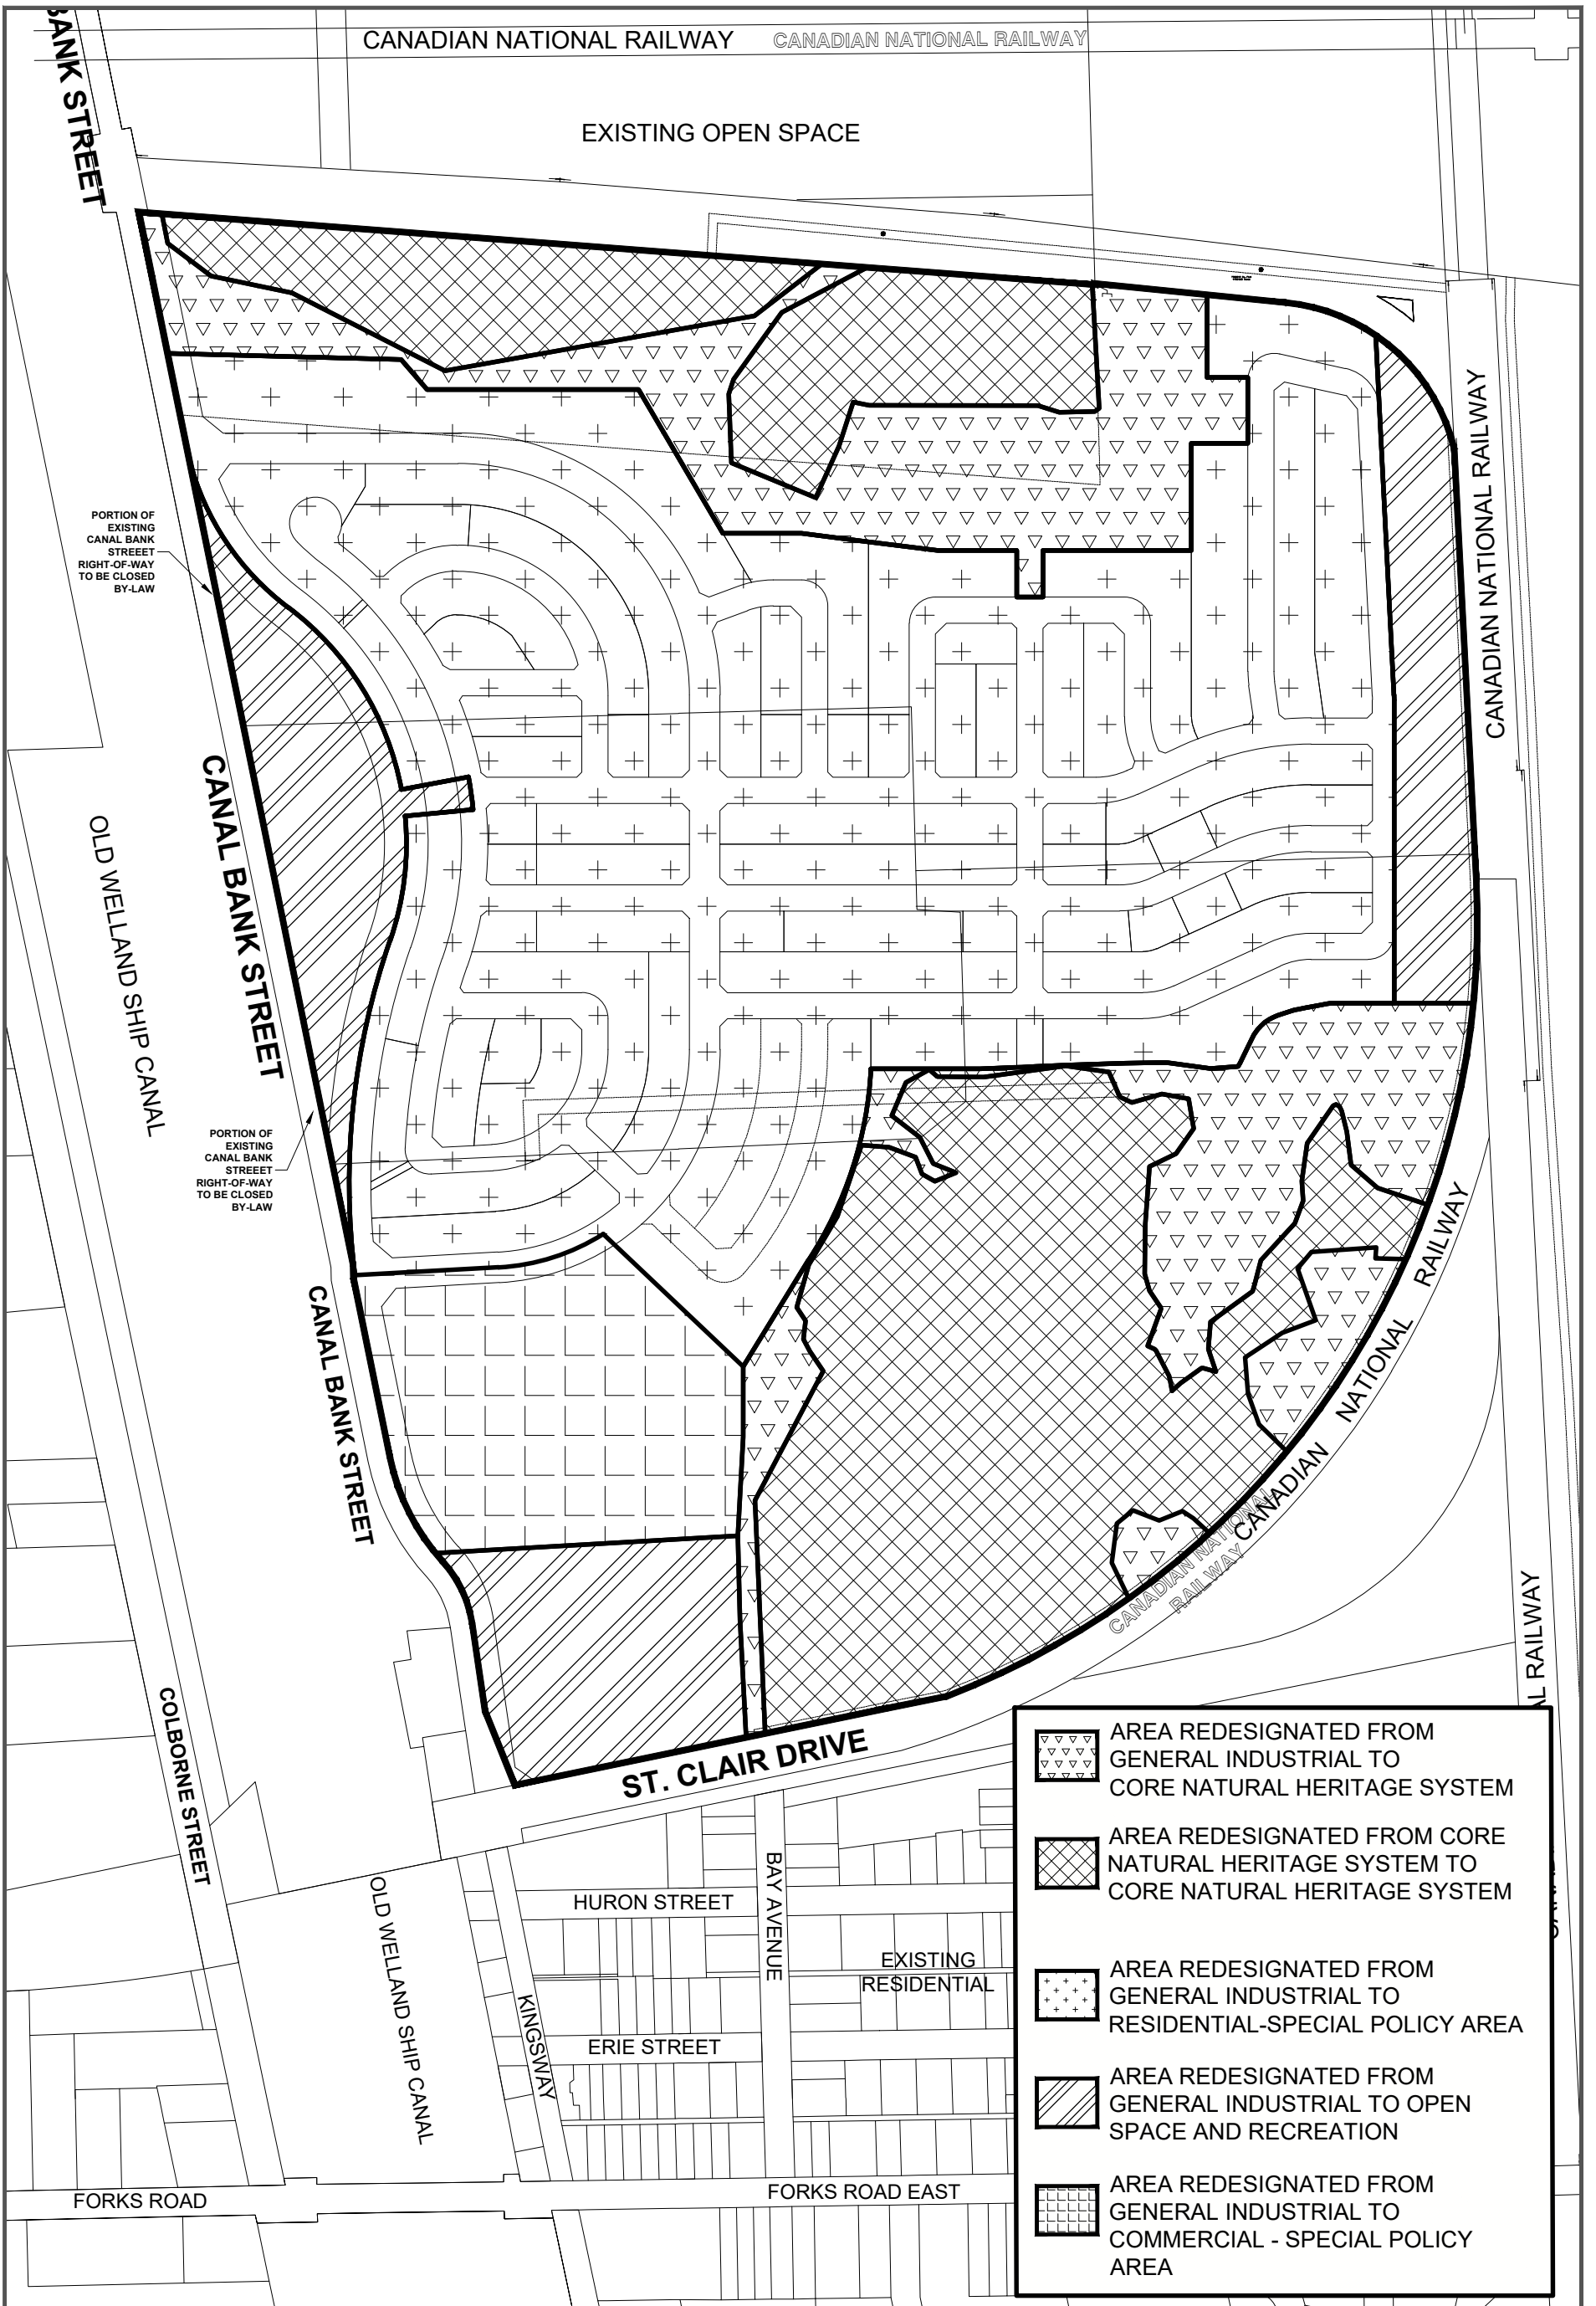 BANK STREET
CANADIAN NATIONAL RAILWAY
CANADIAN NATIONAL RAILWAY
EXISTING OPEN SPACE
CANADIAN NATIONAL RAILWAY
PORTION OF
EXISTING
CANAL BANK
STREEET
RIGHT-OF-WAY
TO BE CLOSED
BY-LAW
CANAL BANK STREET
OLD WELLAND SHIP CANAL
PORTION OF
EXISTING
CANAL BANK
STREEET
RIGHT-OF-WAY
TO BE CLOSED
BY-LAW
CANAL BANK STREET
CANADIAN NATIONAL RAILWAY
CANADIAN NATIONAL
RAILWAY
AL RAILWAY
COLBORNE STREET
ST. CLAIR DRIVE
OLD WELLAND SHIP CANAL
HURON STREET
BAY AVENUE
EXISTING
RESIDENTIAL
KINGSWAY
ERIE STREET
FORKS ROAD
FORKS ROAD EAST
AREA REDESIGNATED FROM
GENERAL INDUSTRIAL TO
CORE NATURAL HERITAGE SYSTEM
AREA REDESIGNATED FROM CORE
NATURAL HERITAGE SYSTEM TO
CORE NATURAL HERITAGE SYSTEM
AREA REDESIGNATED FROM
GENERAL INDUSTRIAL TO
RESIDENTIAL-SPECIAL POLICY AREA
AREA REDESIGNATED FROM
GENERAL INDUSTRIAL TO OPEN
SPACE AND RECREATION
AREA REDESIGNATED FROM
GENERAL INDUSTRIAL TO
COMMERCIAL - SPECIAL POLICY
AREA